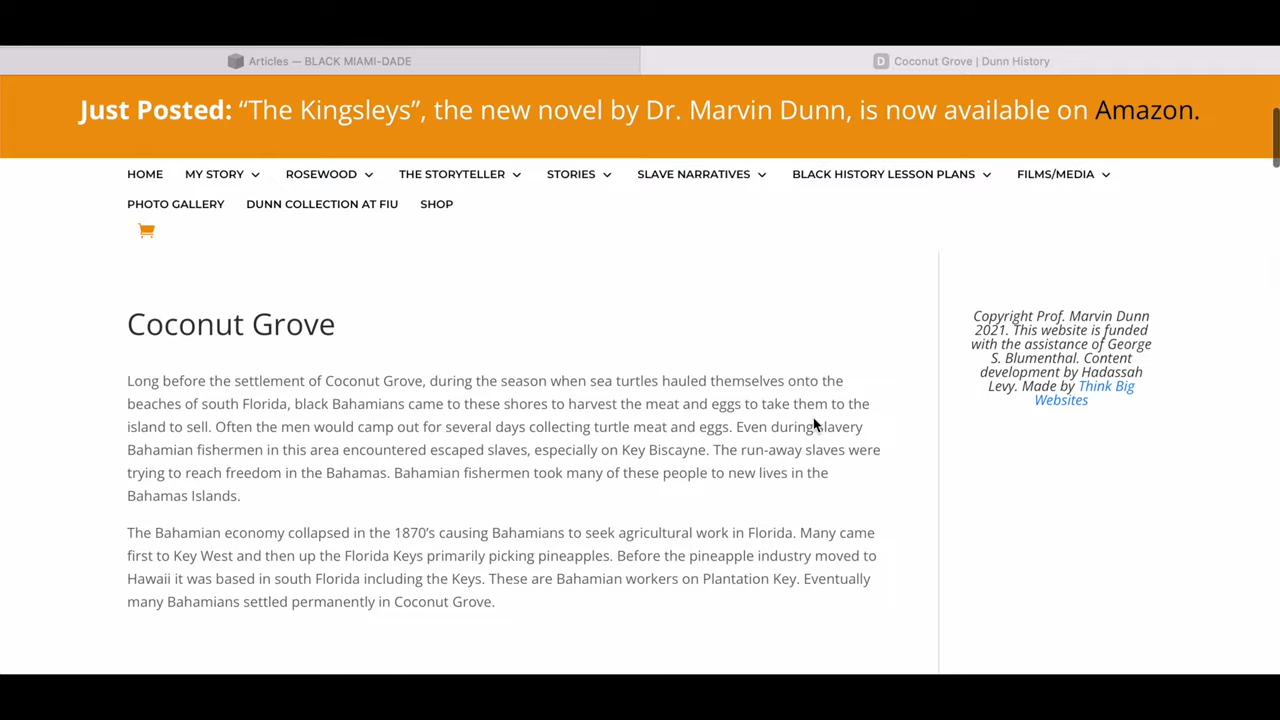 Articles — BLACK MIAMI-DADE
Coconut Grove | Dunn History
Just Posted: “The Kingsleys”, the new novel by Dr. Marvin Dunn, is now available on Amazon.
HOME MY STORY ROSEWOOD THE STORYTELLER STORIES SLAVE NARRATIVES BLACK HISTORY LESSON PLANS FILMS/MEDIA
PHOTO GALLERY DUNN COLLECTION AT FIU SHOP
Coconut Grove
Long before the settlement of Coconut Grove, during the season when sea turtles hauled themselves onto the
beaches of south Florida, black Bahamians came to these shores to harvest the meat and eggs to take them to the
island to sell. Often the men would camp out for several days collecting turtle meat and eggs. Even during slavery
Bahamian fishermen in this area encountered escaped slaves, especially on Key Biscayne. The run-away slaves were
trying to reach freedom in the Bahamas. Bahamian fishermen took many of these people to new lives in the
Bahamas Islands.
The Bahamian economy collapsed in the 1870’s causing Bahamians to seek agricultural work in Florida. Many came
first to Key West and then up the Florida Keys primarily picking pineapples. Before the pineapple industry moved to
Hawaii it was based in south Florida including the Keys. These are Bahamian workers on Plantation Key. Eventually
many Bahamians settled permanently in Coconut Grove.
Copyright Prof. Marvin Dunn
2021. This website is funded
with the assistance of George
S. Blumenthal. Content
development by Hadassah
Levy. Made by Think Big
Websites